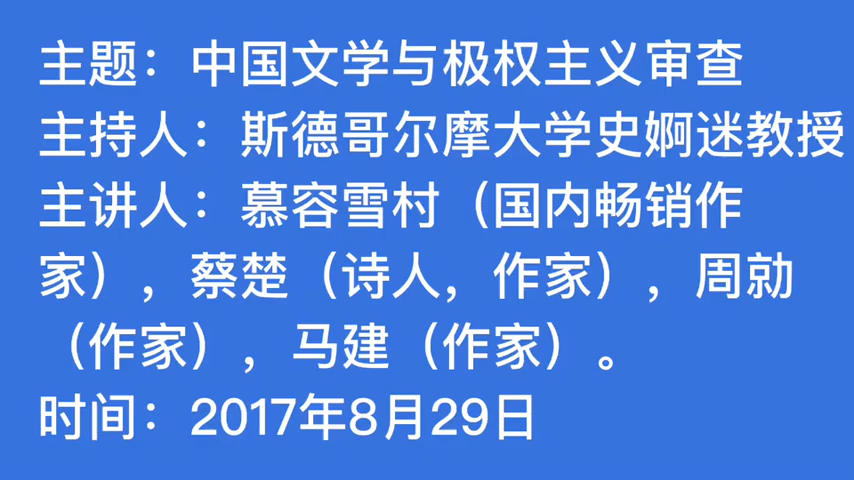 主题：中国文学与极权主义审查
主持人：斯德哥尔摩大学史婀迷教授
主讲人：慕容雪村（国内畅销作
家），蔡楚（诗人，作家），周勍
（作家），马建（作家）。
时间：2017年8月29日